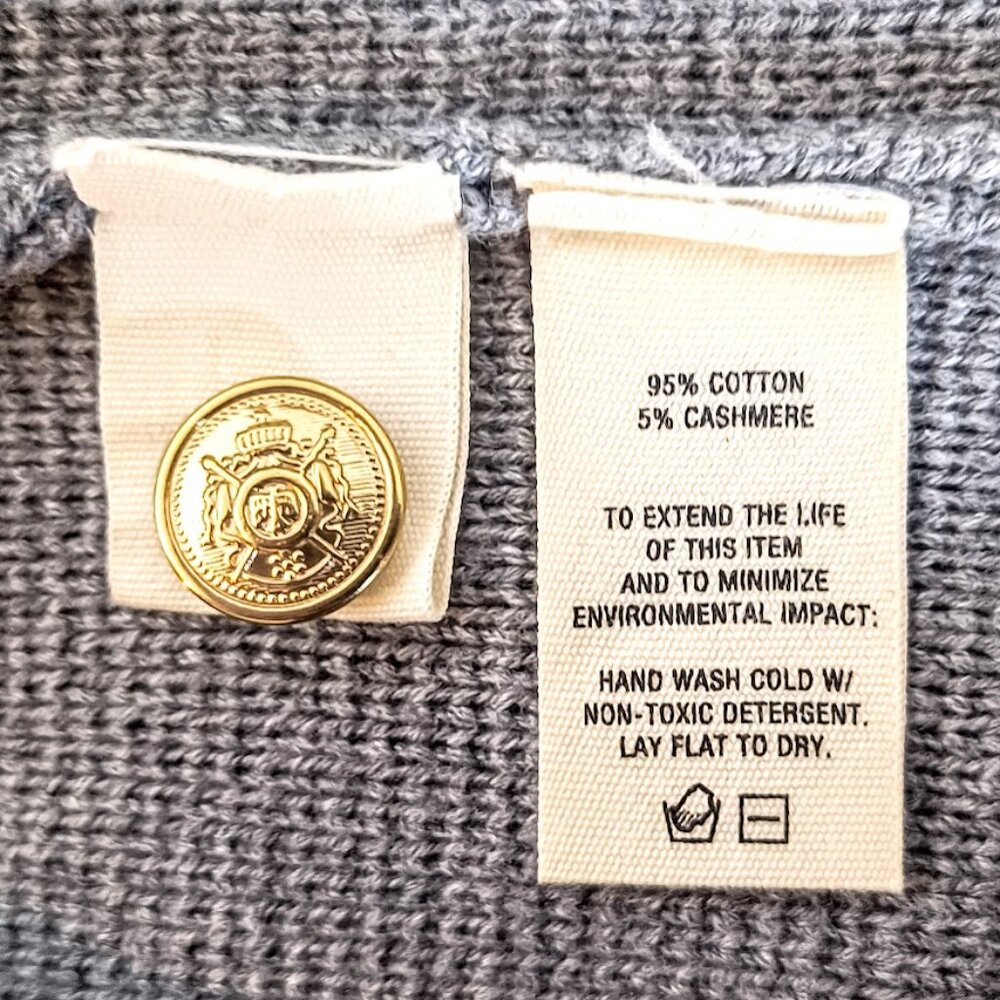 95% COTTON
5% CASHMERE
TO EXTEND THE LIFE
OF THIS ITEM
AND TO MINIMIZE
ENVIRONMENTAL IMPACT:
HAND WASH COLD W/
NON-TOXIC DETERGENT.
LAY FLAT TO DRY.